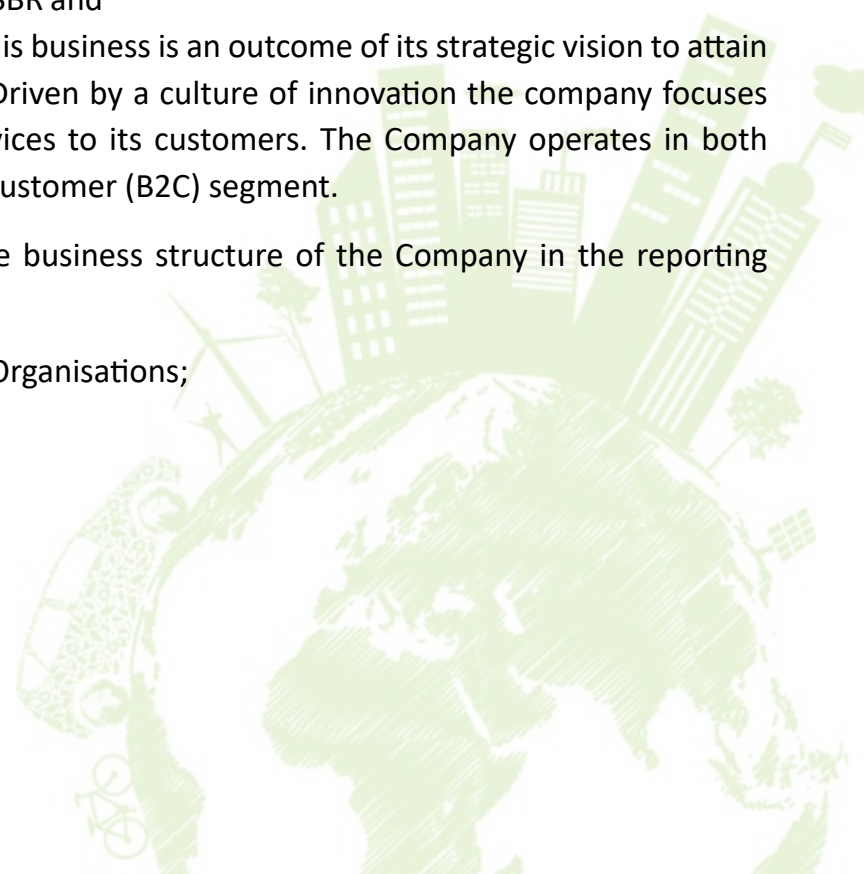 SBR and
is business is an outcome of its strategic vision to attain
Driven by a culture of innovation the company focuses
vices to its customers. The Company operates in both
ustomer (B2C) segment.
e business structure of the Company in the reporting
Organisations;